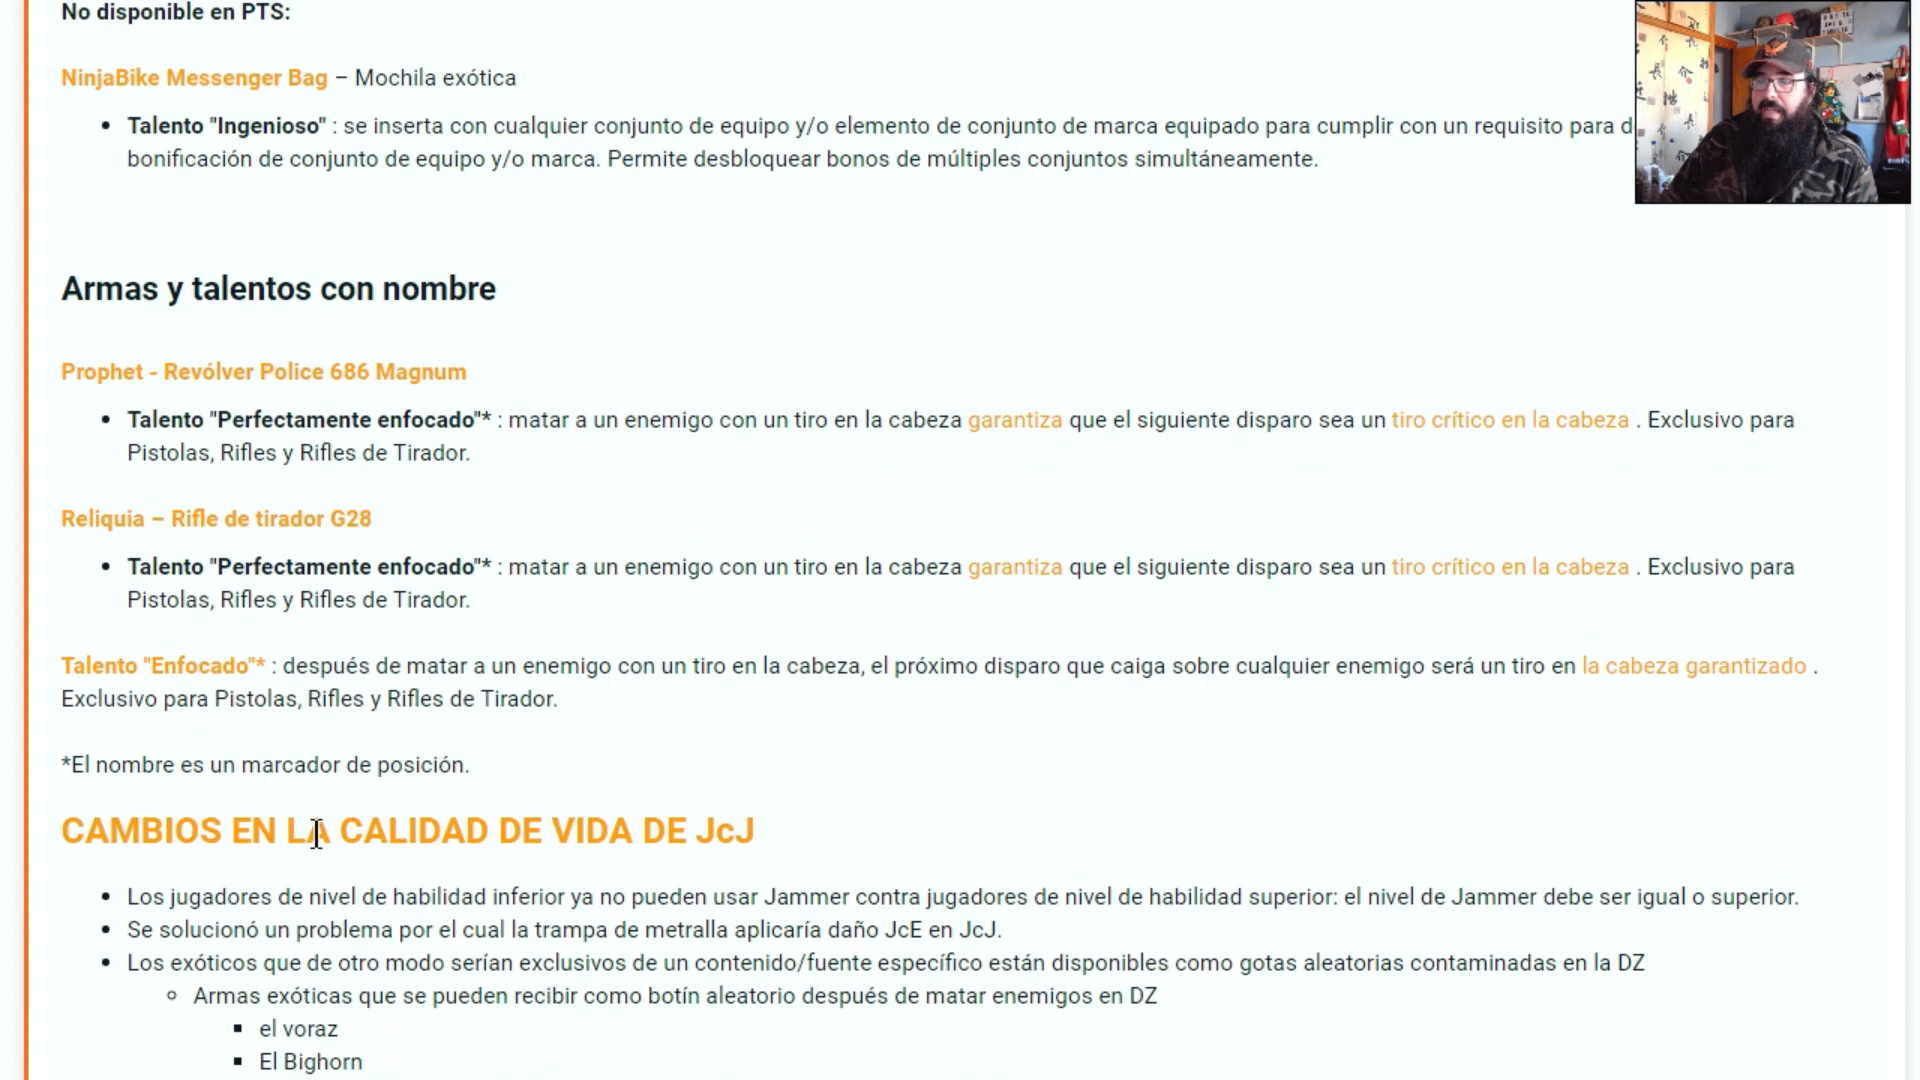 No disponible en PTS:
NinjaBike Messenger Bag – Mochila exótica
• Talento "Ingenioso" : se inserta con cualquier conjunto de equipo y/o elemento de conjunto de marca equipado para cumplir con un requisito para
bonificación de conjunto de equipo y/o marca. Permite desbloquear bonos de múltiples conjuntos simultáneamente.
Armas y talentos con nombre
Prophet - Revólver Police 686 Magnum
• Talento "Perfectamente enfocado"* : matar a un enemigo con un tiro en la cabeza garantiza que el siguiente disparo sea un tiro crítico en la cabeza . Exclusivo para
Pistolas, Rifles y Rifles de Tirador.
Reliquia – Rifle de tirador G28
• Talento "Perfectamente enfocado"* : matar a un enemigo con un tiro en la cabeza garantiza que el siguiente disparo sea un tiro crítico en la cabeza . Exclusivo para
Pistolas, Rifles y Rifles de Tirador.
Talento "Enfocado"* : después de matar a un enemigo con un tiro en la cabeza, el próximo disparo que caiga sobre cualquier enemigo será un tiro en la cabeza garantizado .
Exclusivo para Pistolas, Rifles y Rifles de Tirador.
*El nombre es un marcador de posición.
CAMBIOS EN LA CALIDAD DE VIDA DE JcJ
• Los jugadores de nivel de habilidad inferior ya no pueden usar Jammer contra jugadores de nivel de habilidad superior: el nivel de Jammer debe ser igual o superior.
• Se solucionó un problema por el cual la trampa de metralla aplicaría daño JcE en JcJ.
• Los exóticos que de otro modo serían exclusivos de un contenido/fuente específico están disponibles como gotas aleatorias contaminadas en la DZ
◦ Armas exóticas que se pueden recibir como botín aleatorio después de matar enemigos en DZ
▪ el voraz
▪ El Bighorn